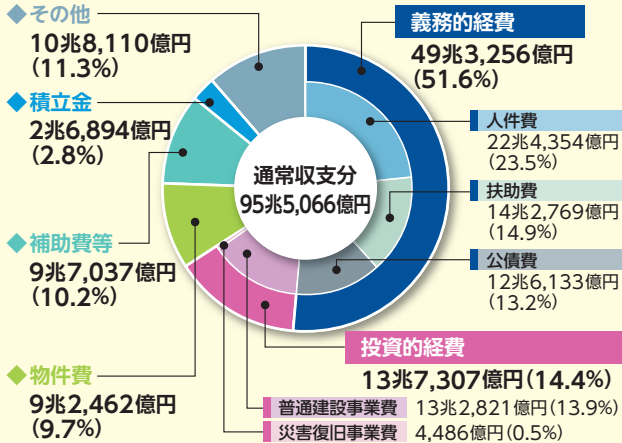 ◆その他
10兆8,110億円
(11.3%)
◆積立金
2兆6,894億円
(2.8%)
◆補助費等
9兆7,037億円
(10.2%)
◆物件費
9兆2,462億円
(9.7%)
通常収支分
95兆5,066億円
義務的経費
49兆3,256億円
(51.6%)
人件費
22兆4,354億円
(23.5%)
扶助費
14兆2,769億円
(14.9%)
公債費
12兆6,133億円
(13.2%)
投資的経費
13兆7,307億円(14.4%)
普通建設事業費 13兆2,821億円(13.9%)
災害復旧事業費 4,486億円(0.5%)